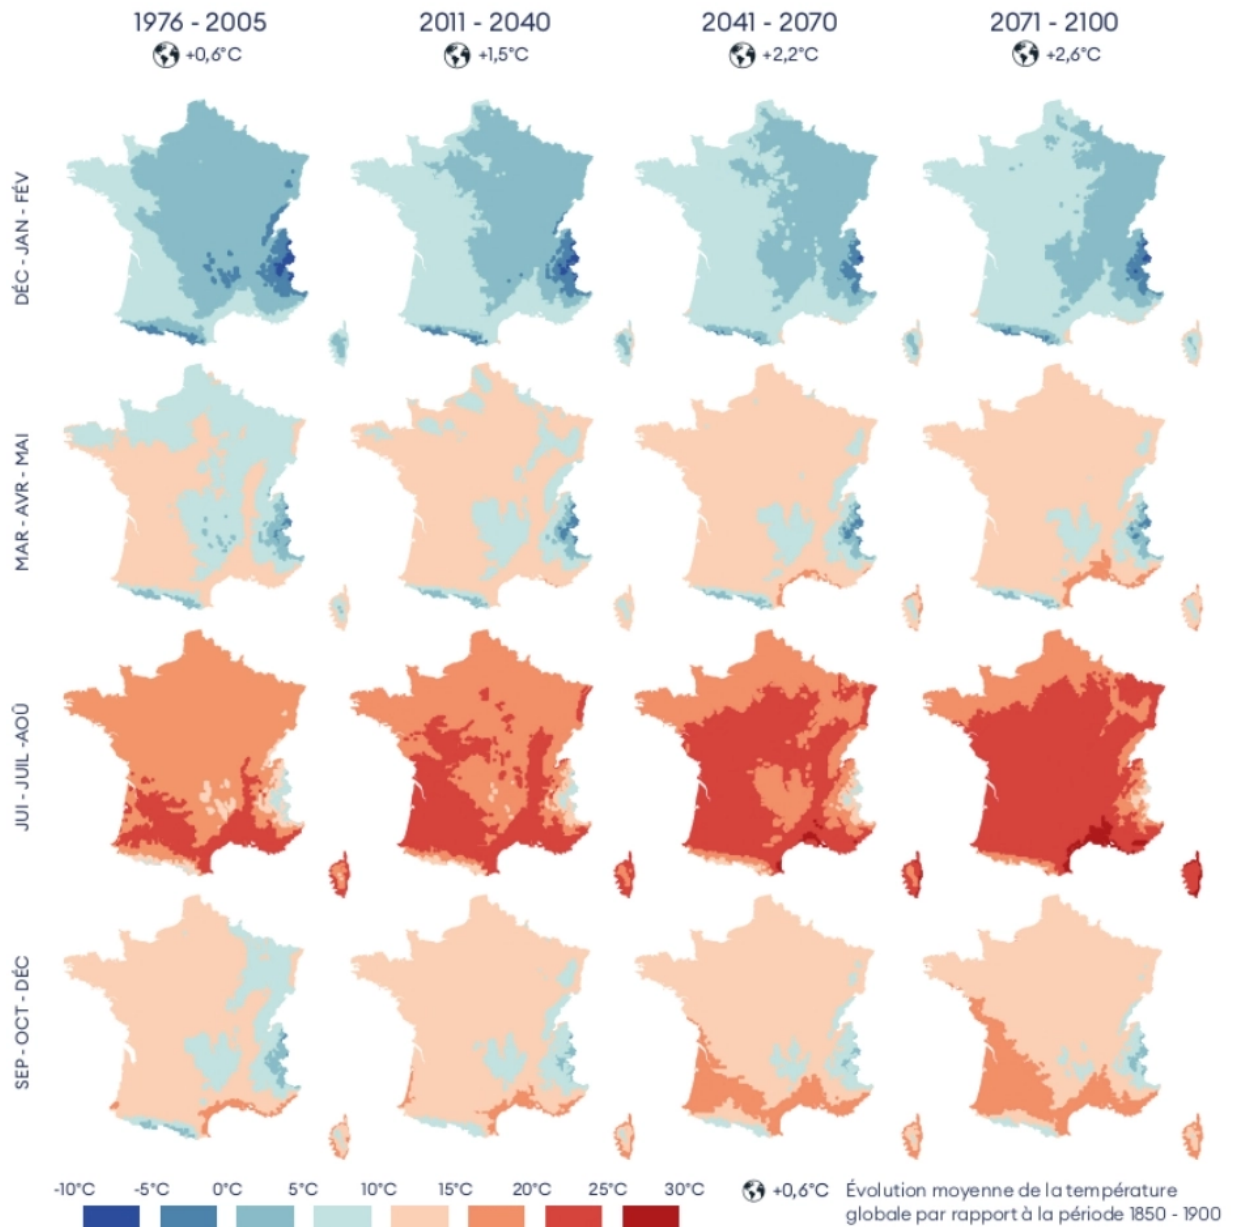 1976 - 2005
2011 - 2040
2041 - 2070
2071 - 2100
+0,6°C
+1,5°C
+2,2°C
+2,6°C
DÉC - JAN - FÉV
MAR - AVR - MAI
JUI - JUIL -AOÛ
SEP - OCT - DÉC
-10°C -5°C 0°C 5°C 10°C 15°C 20°C 25°C 30°C
+0,6°C Évolution moyenne de la température
globale par rapport à la période 1850 - 1900